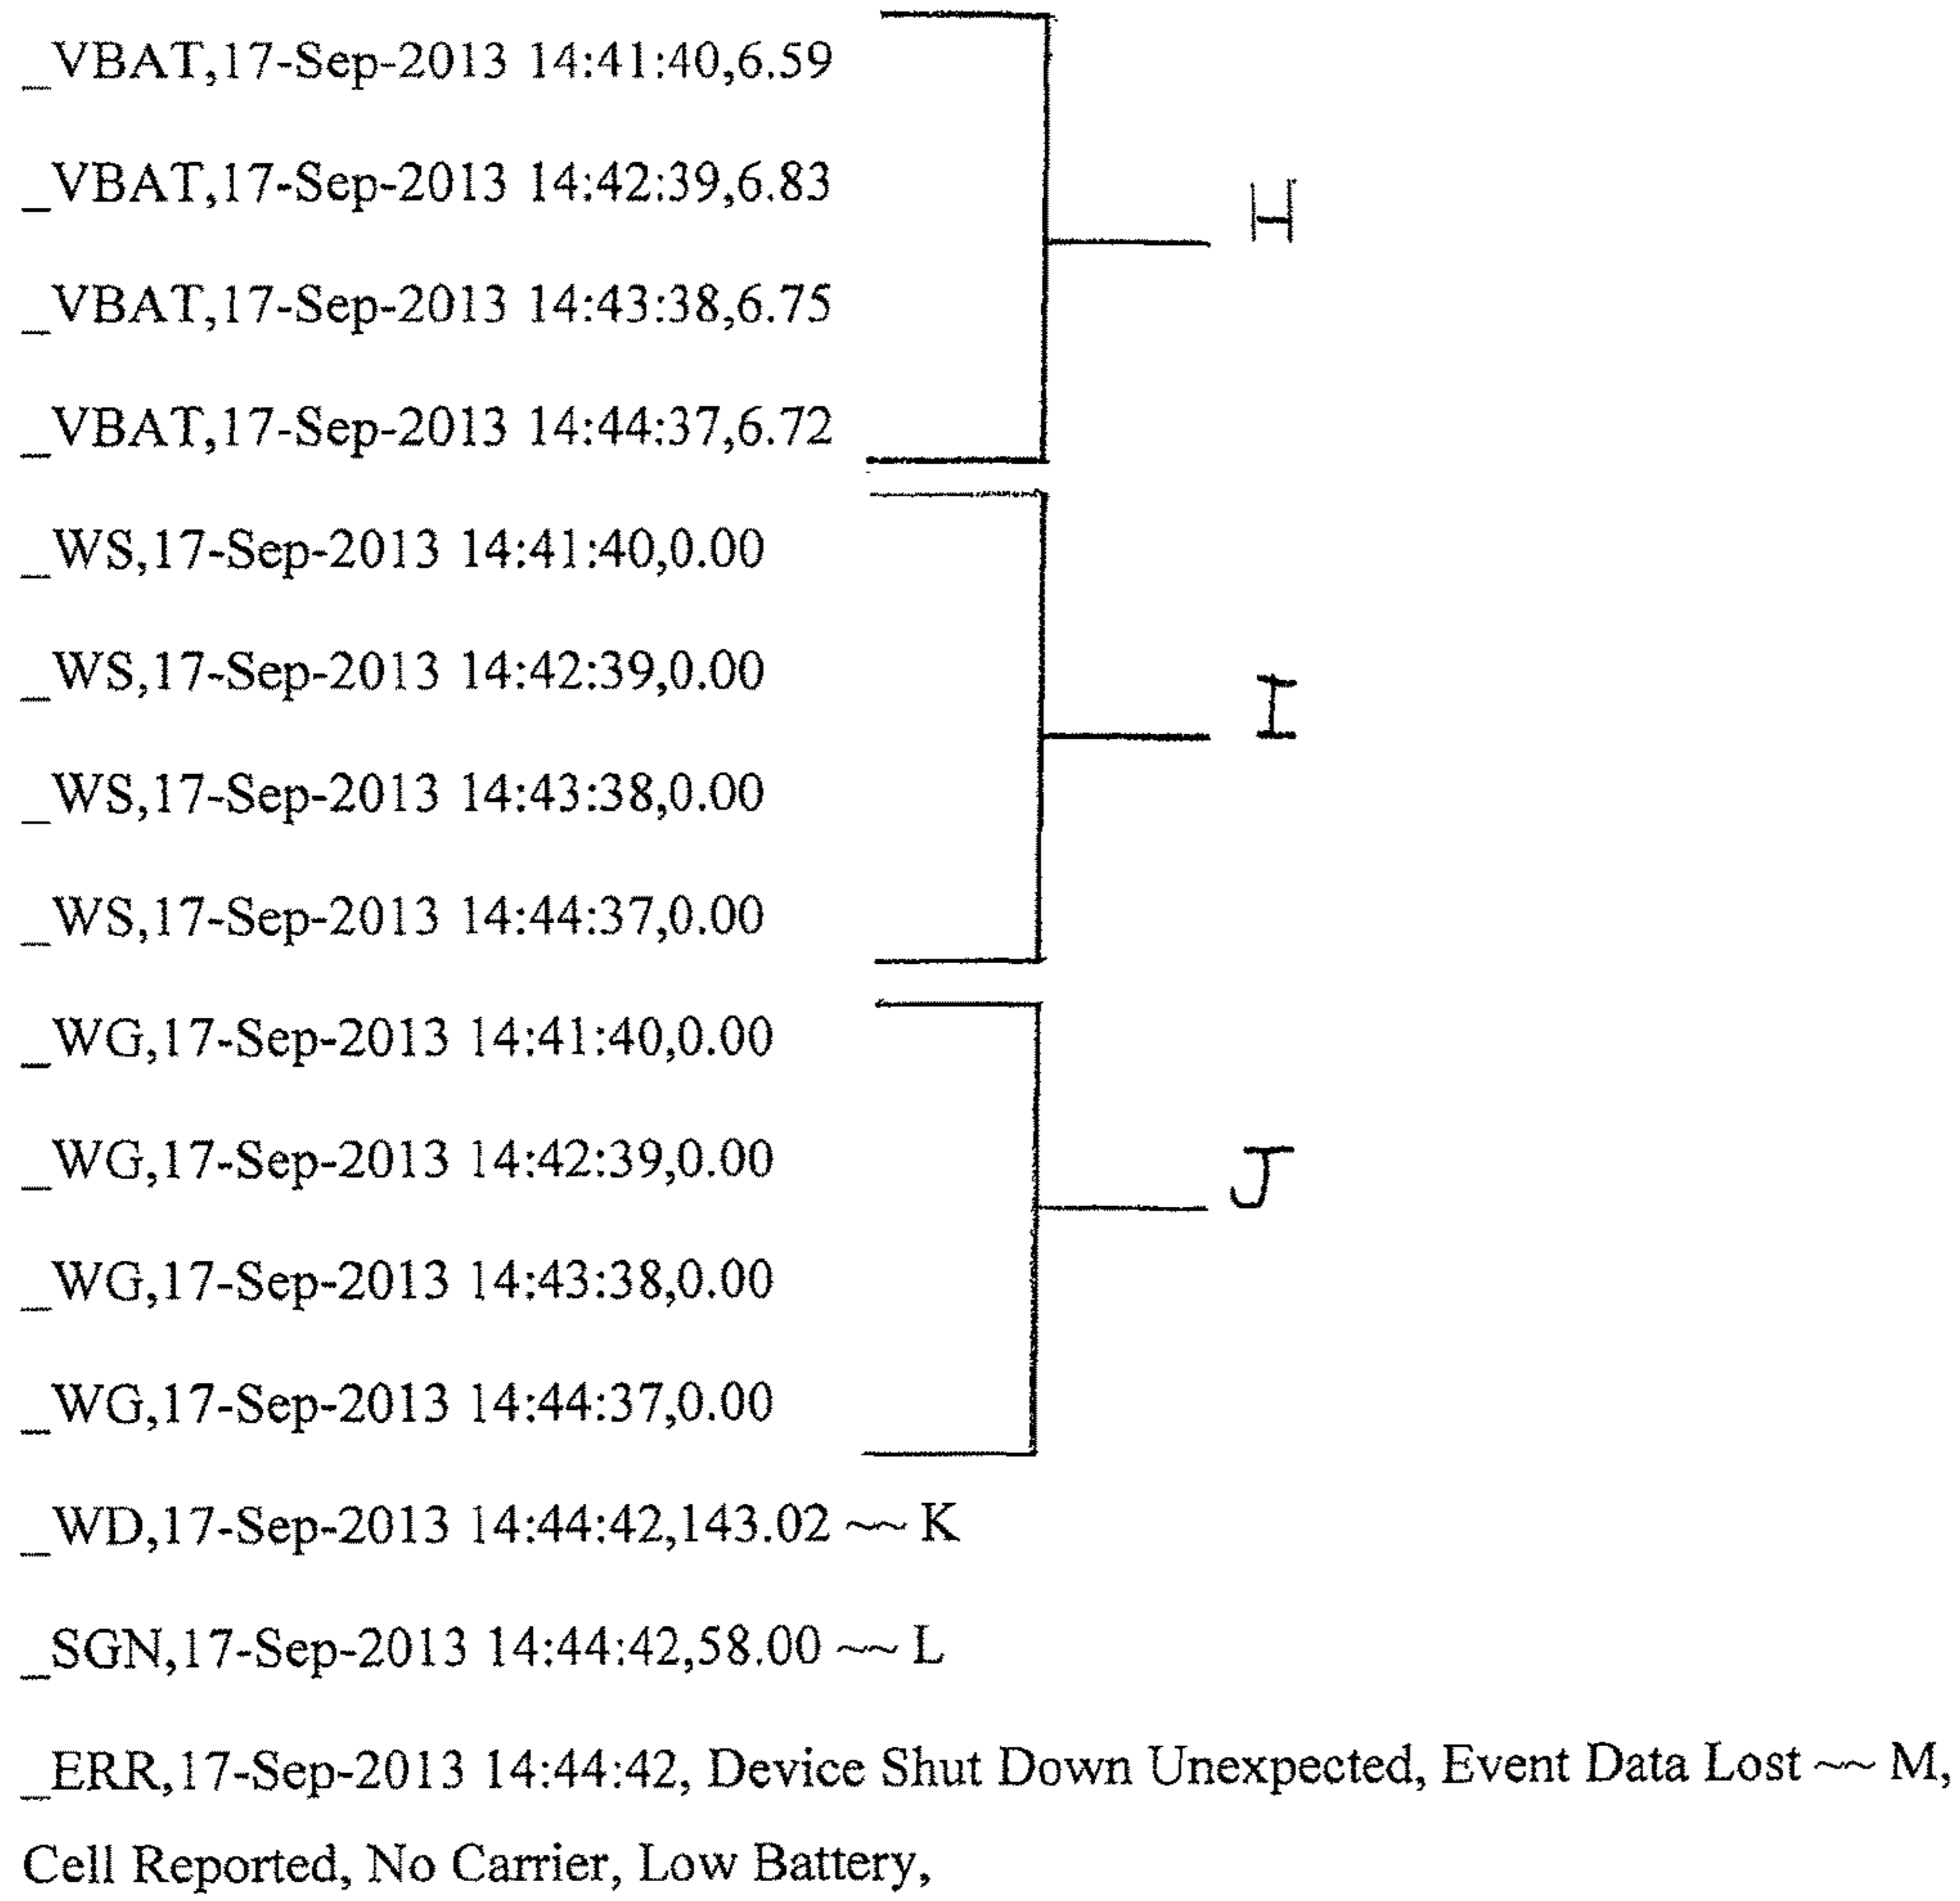 _VBAT,17-Sep-2013 14:41:40,6.59
_VBAT,17-Sep-2013 14:42:39,6.83
_VBAT,17-Sep-2013 14:43:38,6.75
_VBAT,17-Sep-2013 14:44:37,6.72
H
_WS,17-Sep-2013 14:41:40,0.00
_WS,17-Sep-2013 14:42:39,0.00
_WS,17-Sep-2013 14:43:38,0.00
_WS,17-Sep-2013 14:44:37,0.00
I
_WG,17-Sep-2013 14:41:40,0.00
_WG,17-Sep-2013 14:42:39,0.00
_WG,17-Sep-2013 14:43:38,0.00
_WG,17-Sep-2013 14:44:37,0.00
J
_WD,17-Sep-2013 14:44:42,143.02 ~~ K
_SGN,17-Sep-2013 14:44:42,58.00 ~~ L
_ERR,17-Sep-2013 14:44:42, Device Shut Down Unexpected, Event Data Lost ~~ M,
Cell Reported, No Carrier, Low Battery,